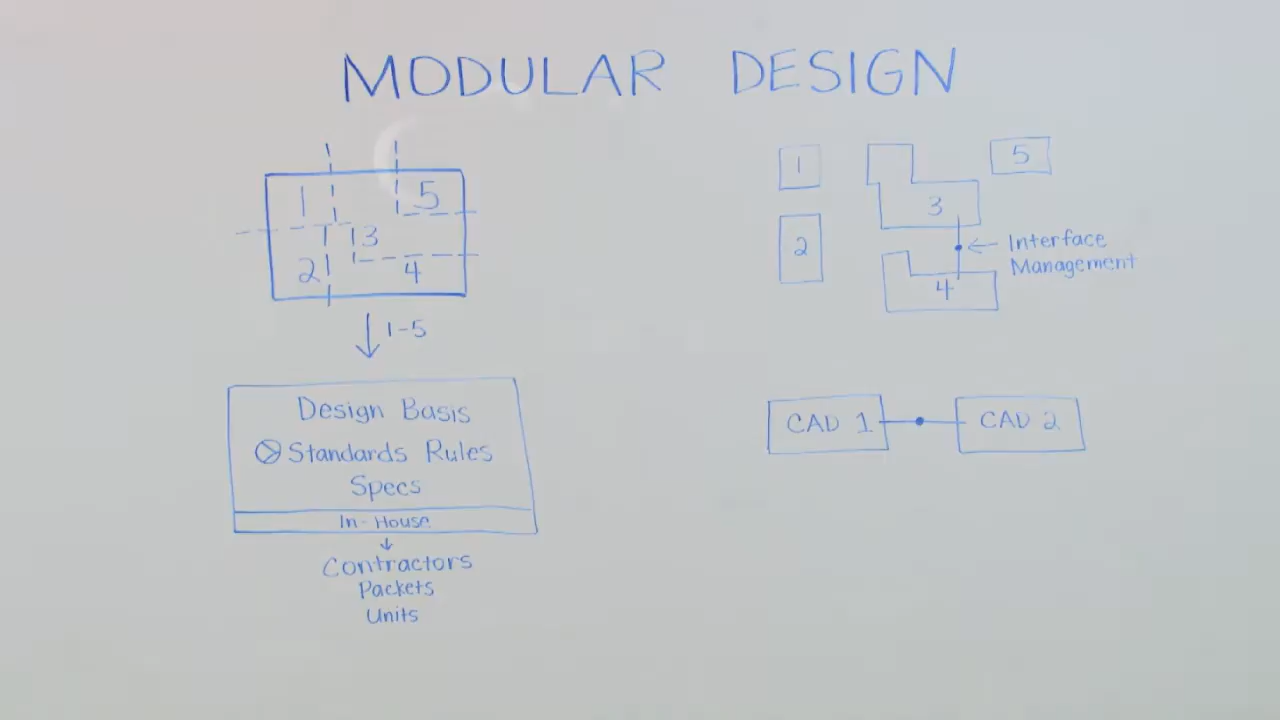 MODULAR DESIGN
1
5
3
2
4
1-5
Design Basis
Standards Rules
Specs
In-House
Contractors
Packets
Units
1
5
3
2
Interface
Management
4
CAD 1
CAD 2